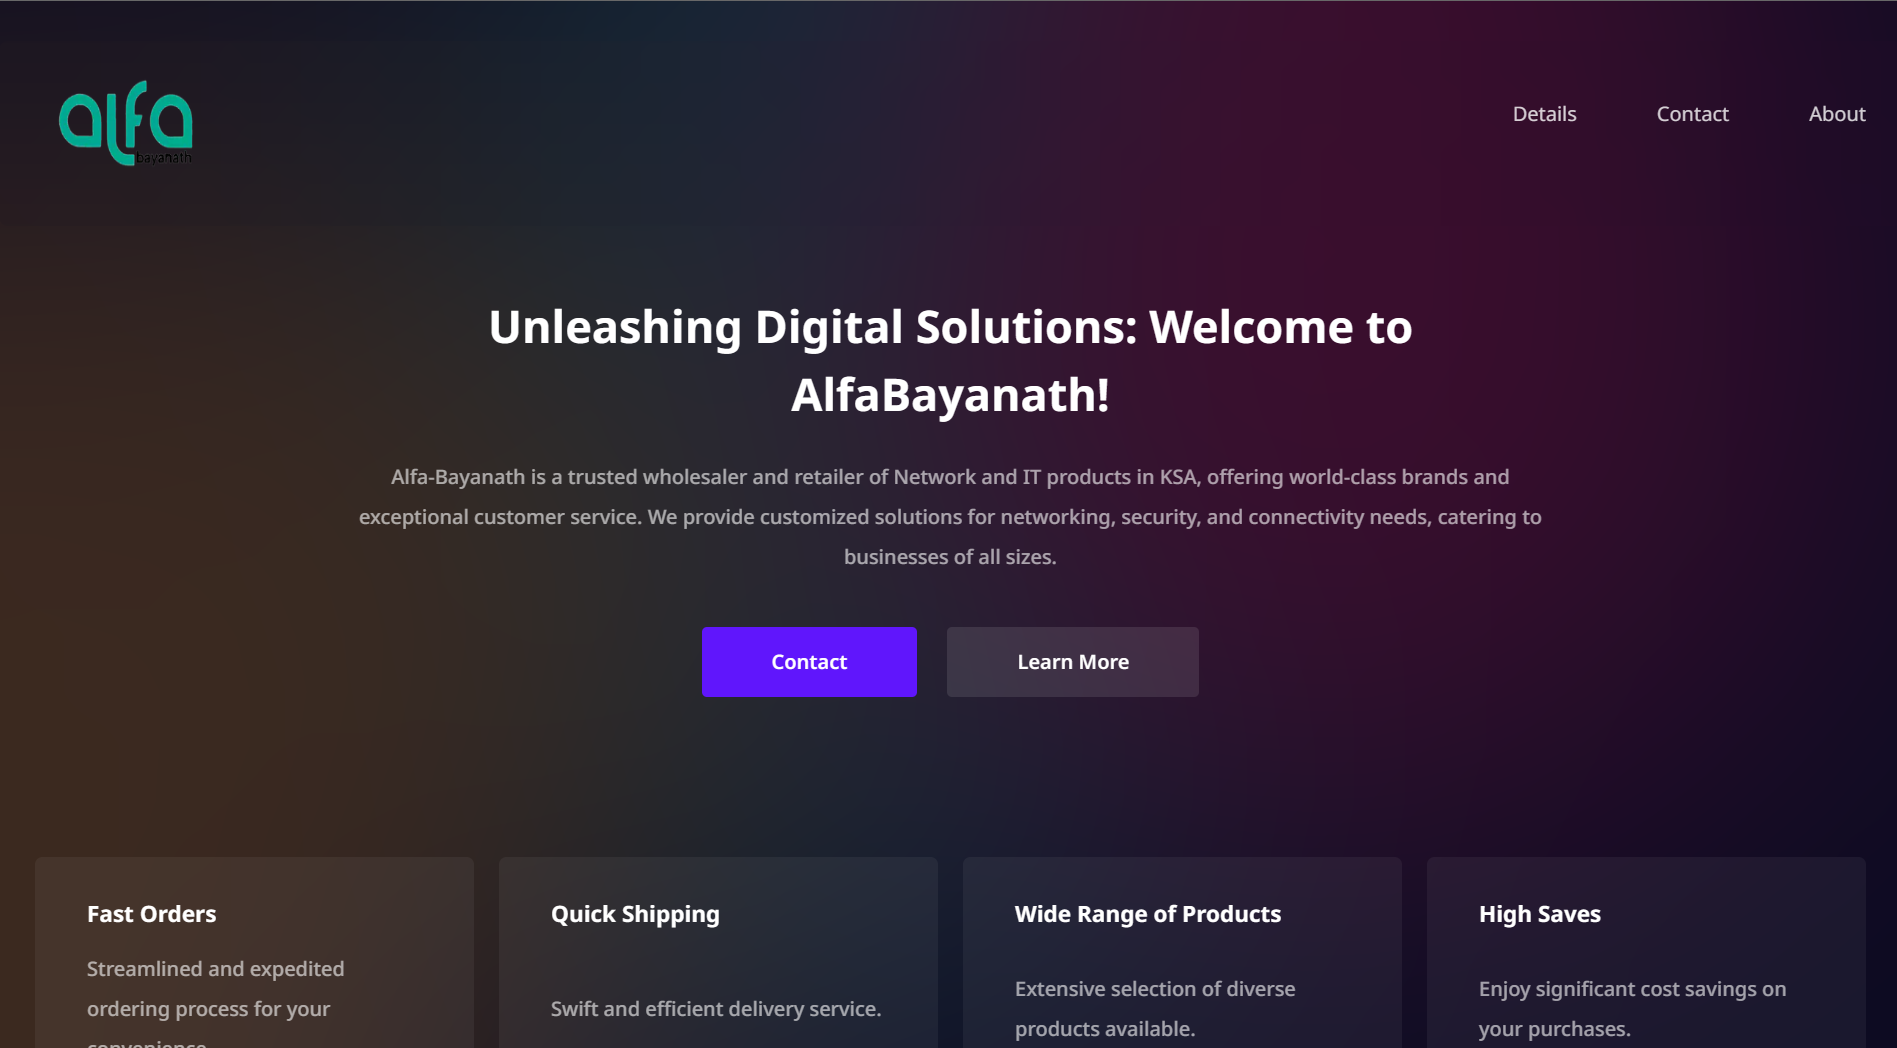 alfa
bayanath
Details
Contact
About
Unleashing Digital Solutions: Welcome to
AlfaBayanath!
Alfa-Bayanath is a trusted wholesaler and retailer of Network and IT products in KSA, offering world-class brands and
exceptional customer service. We provide customized solutions for networking, security, and connectivity needs, catering to
businesses of all sizes.
Contact
Learn More
Fast Orders
Streamlined and expedited
ordering process for your
convenience.
Quick Shipping
Swift and efficient delivery service.
Wide Range of Products
Extensive selection of diverse
products available.
High Saves
Enjoy significant cost savings on
your purchases.